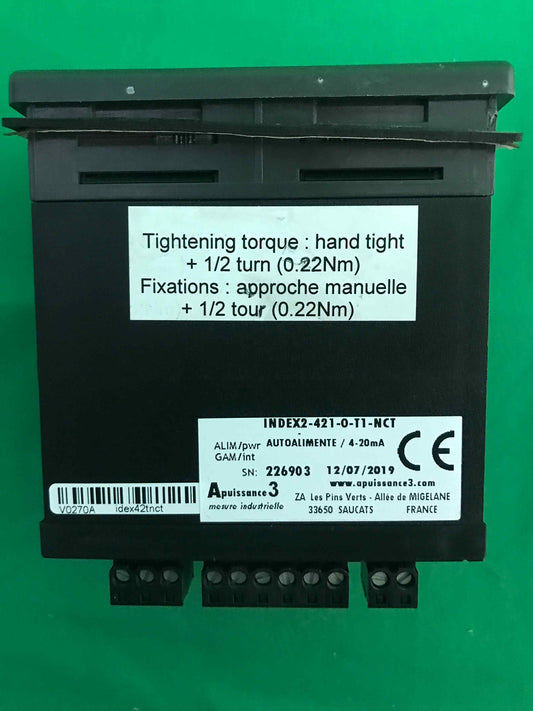 Tightening torque : hand tight
+ 1/2 turn (0.22Nm)
Fixations : approche manuelle
+ 1/2 tour (0.22Nm)
INDEX2-421-0-T1-NCT
ALIM/pwr AUTOALIMENTE / 4-20mA
GAM/int
CE
SN: 226903 12/07/2019
www.apuissance3.com
Apuissance3
mesure industrielle
ZA Les Pins Verts - Allée de MIGELANE
33650 SAUCATS FRANCE
V0270A idex42tnct